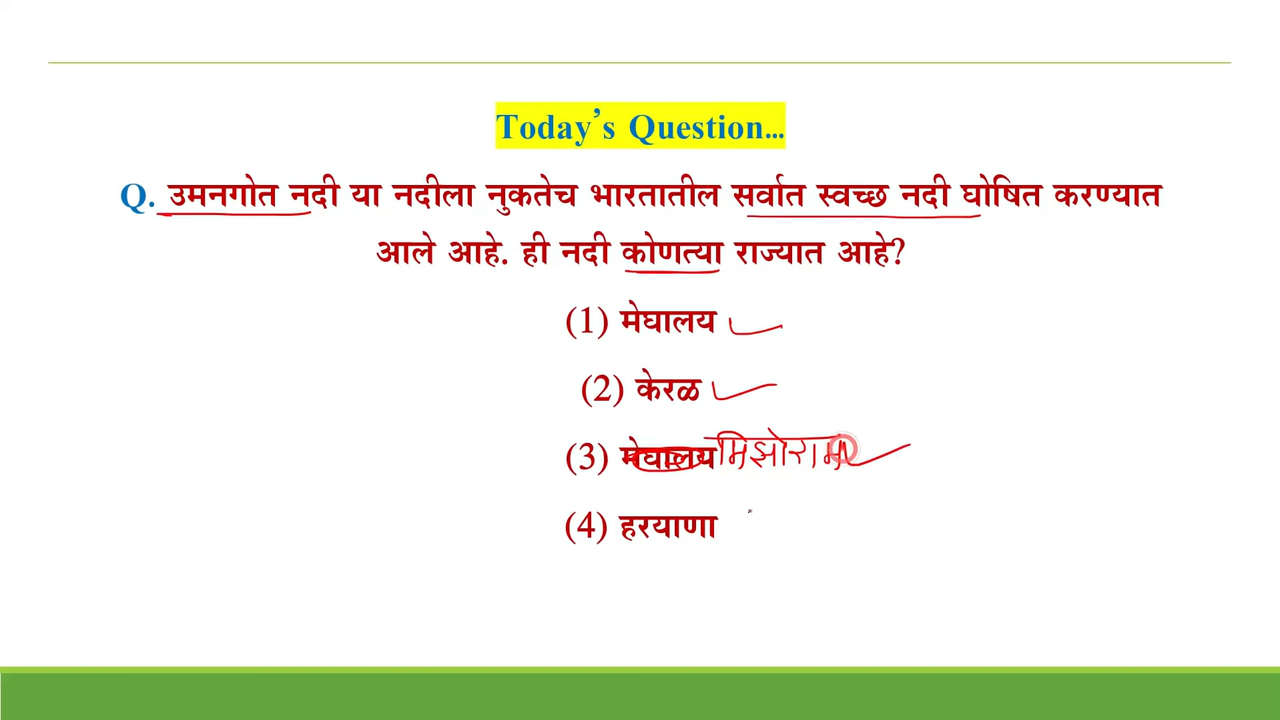 Today's Question...
Q. उमनगोत नदी या नदीला नुकतेच भारतातील सर्वात स्वच्छ नदी घोषित करण्यात
आले आहे. ही नदी कोणत्या राज्यात आहे?
(1) मेघालय
(2) केरळ
(3) मेघालय मिझोराम
(4) हरयाणा